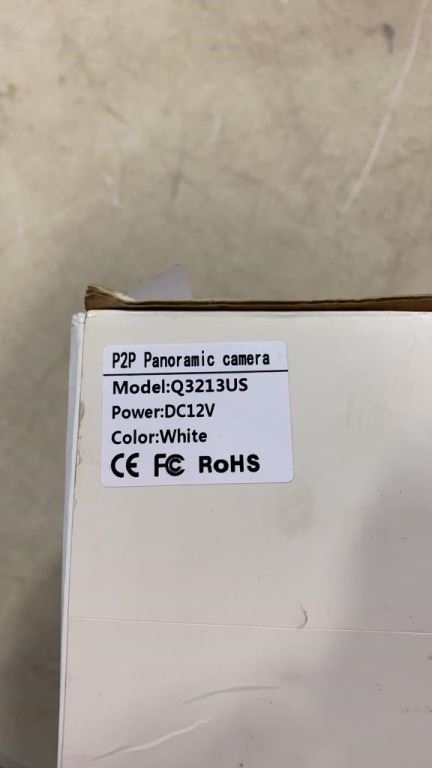 P2P Panoramic camera
Model:Q3213US
Power:DC12V
Color:White
CE FC RoHS